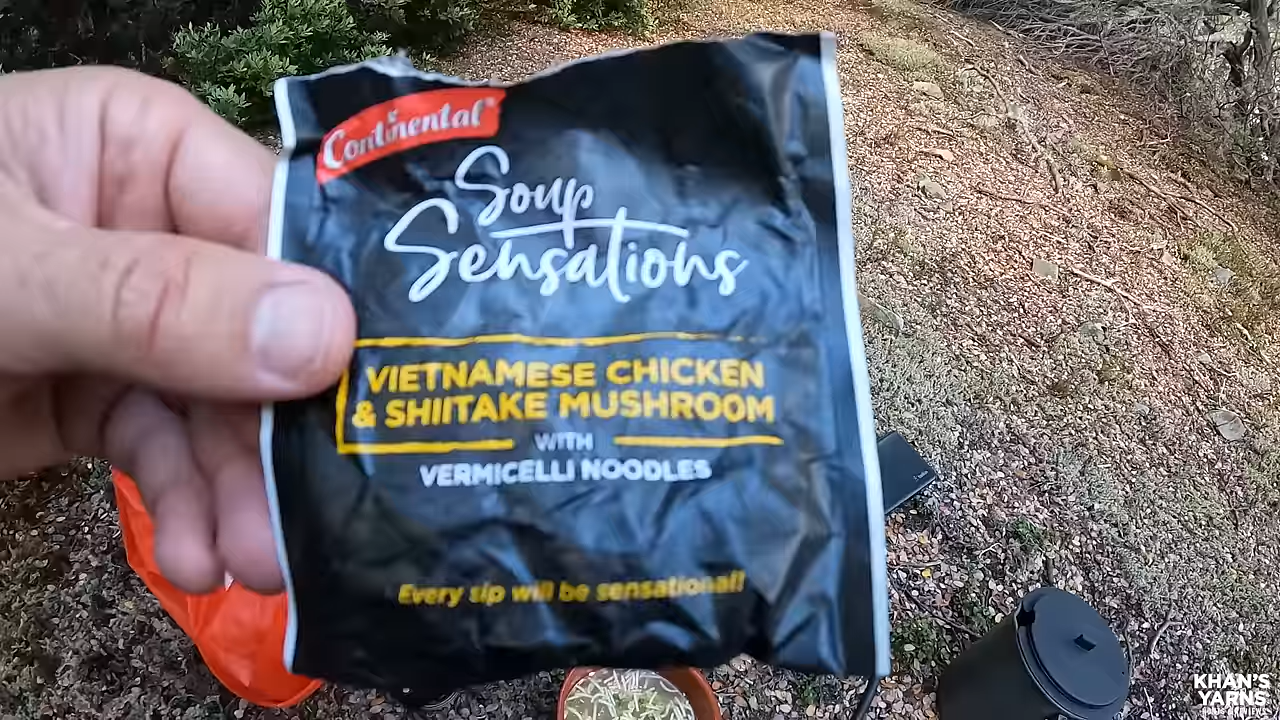 Continental
Soup
Sensations
VIETNAMESE CHICKEN
& SHIITAKE MUSHROOM
WITH
VERMICELLI NOODLES
Every sip will be sensational!
KHAN'S
YARNS